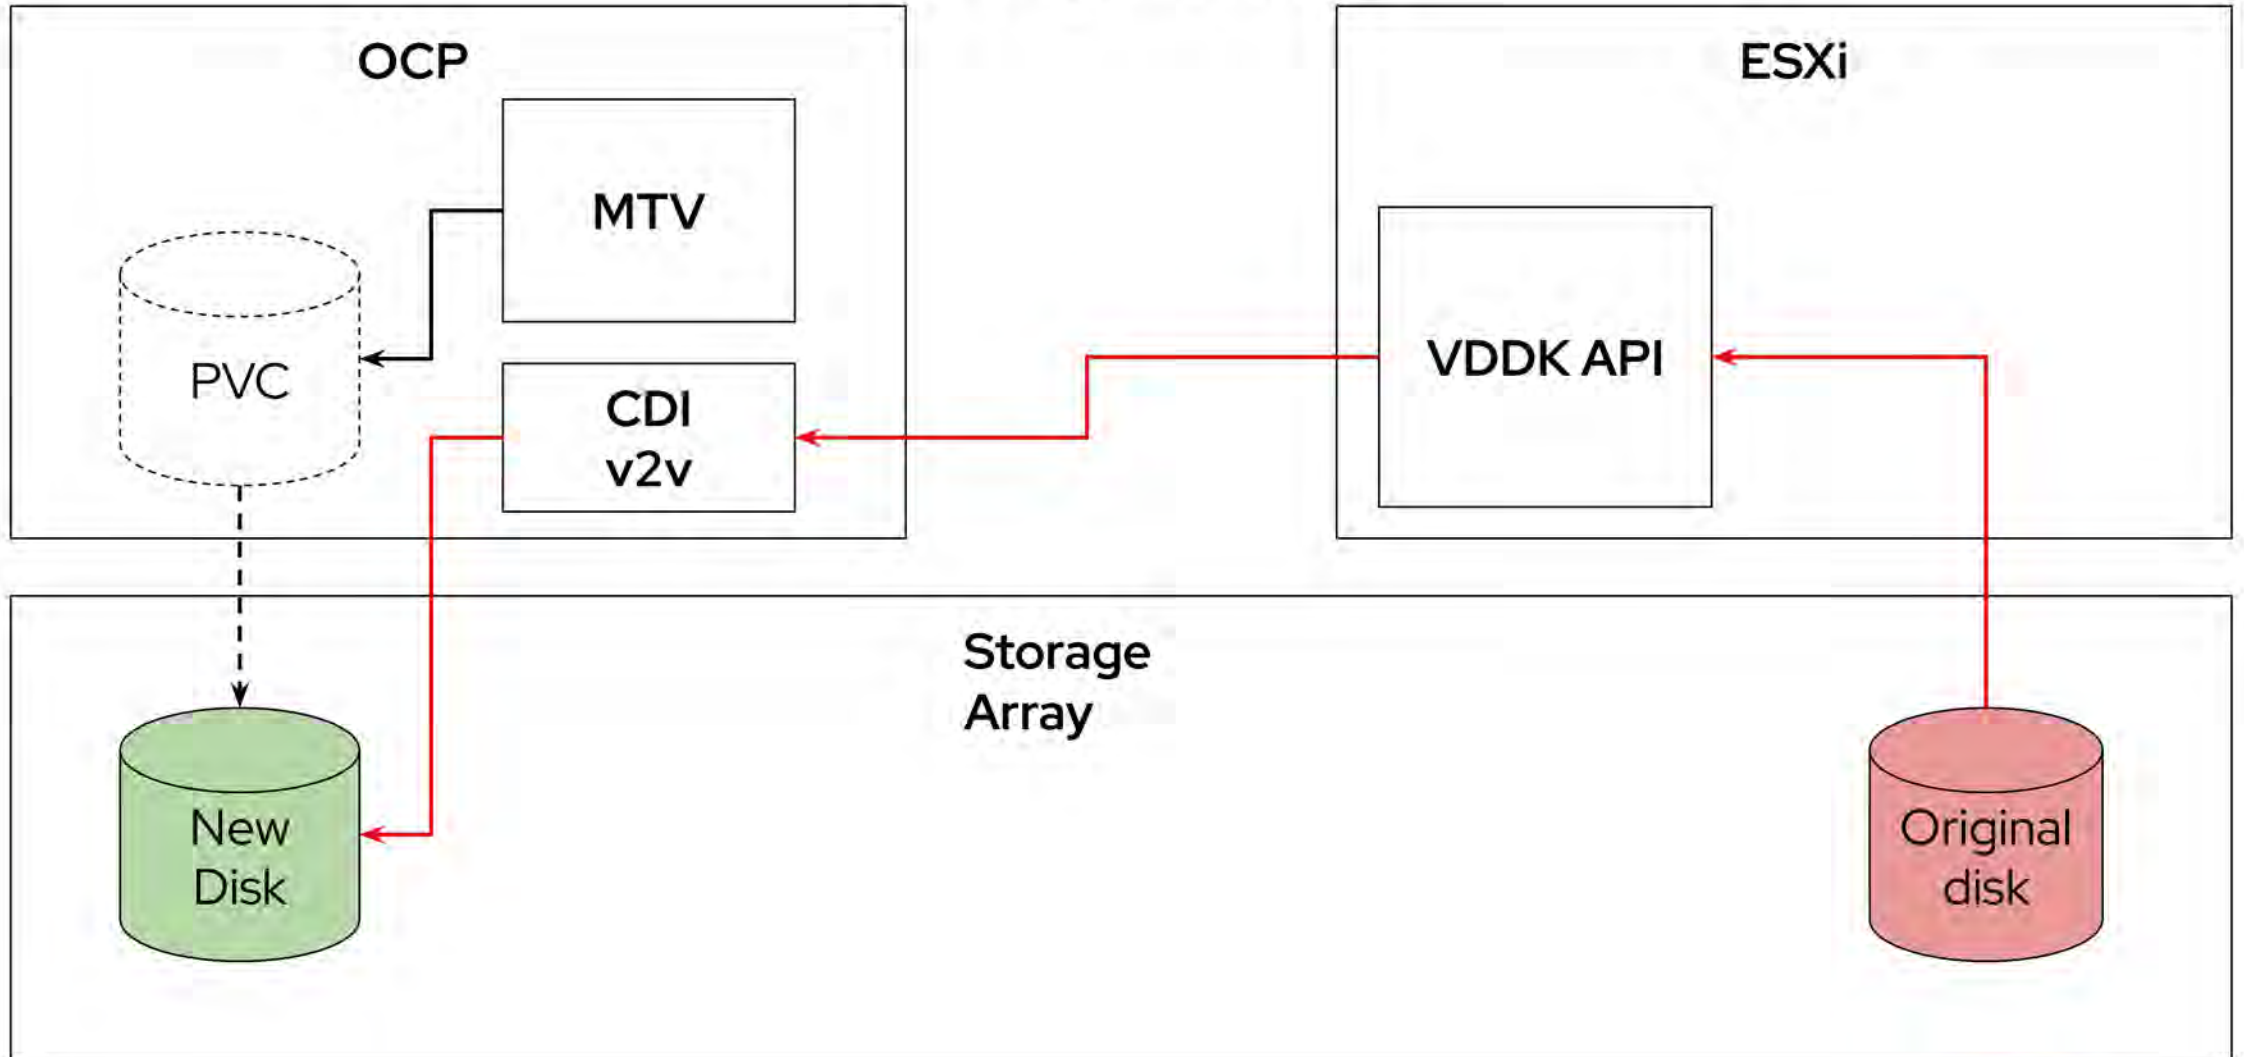 OCP
ESXi
MTV
PVC
CDI
v2v
VDDK API
Storage
Array
New
Disk
Original
disk